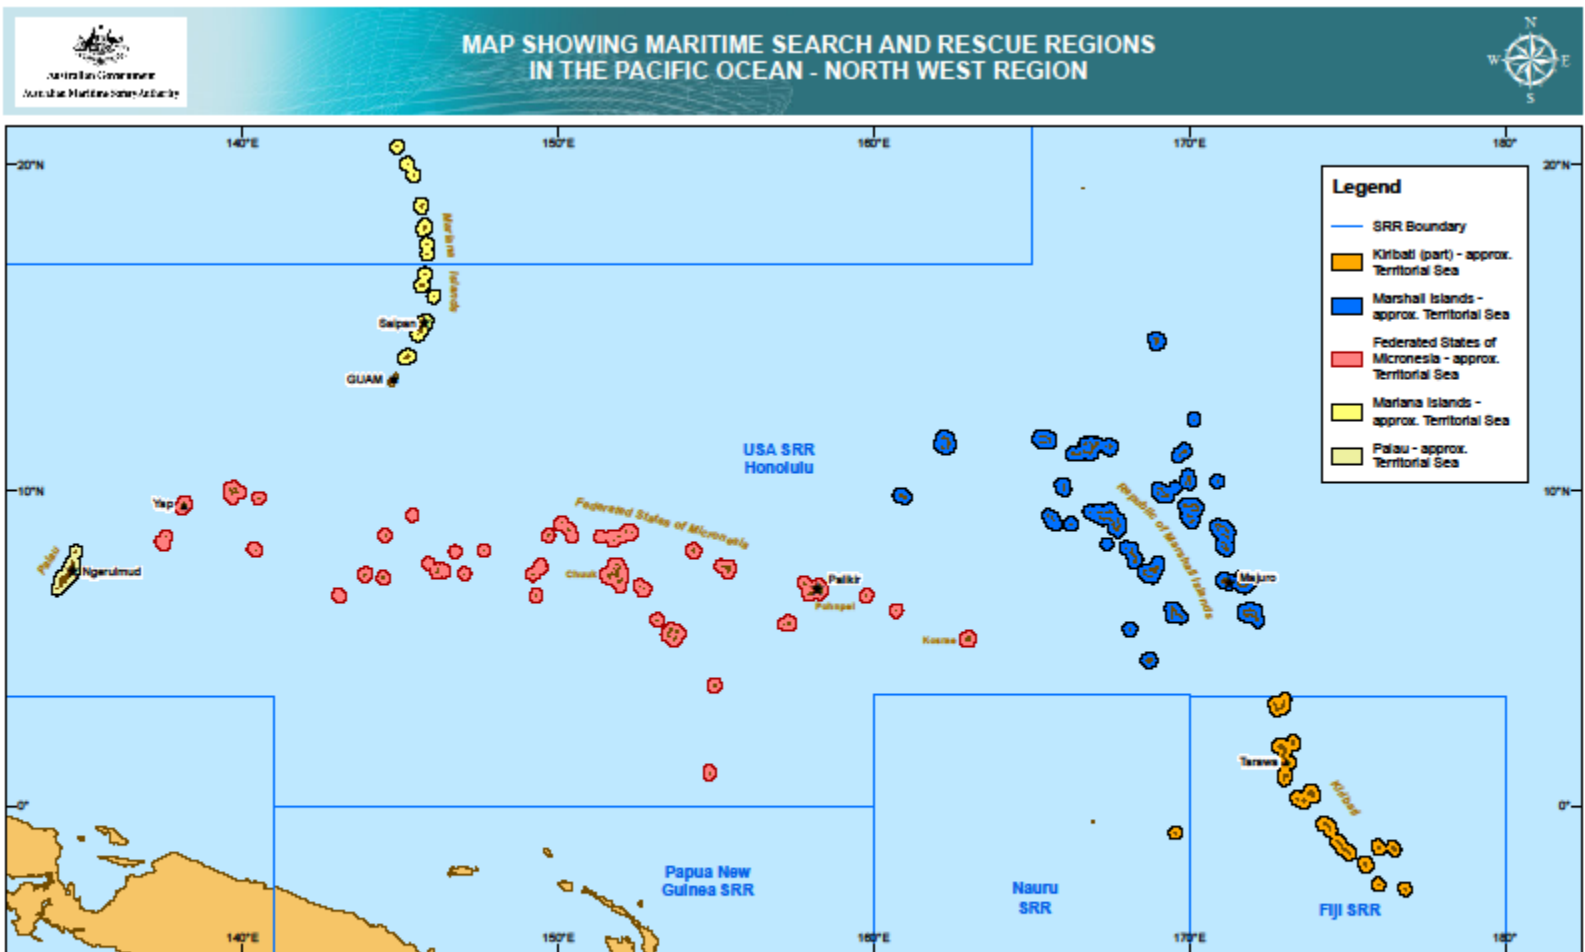 Australian Government
Australian Maritime Safety Authority
MAP SHOWING MARITIME SEARCH AND RESCUE REGIONS
IN THE PACIFIC OCEAN - NORTH WEST REGION
N
W E
S
140°E 150°E 160°E 170°E 180°
20°N 20°N
Legend
SRR Boundary
Kiribati (part) - approx.
Territorial Sea
Marshall Islands -
approx. Territorial Sea
Federated States of
Micronesia - approx.
Territorial Sea
Mariana Islands -
approx. Territorial Sea
Palau - approx.
Territorial Sea
Mariana Islands
Saipan
GUAM
USA SRR
Honolulu
10°N 10°N
Yap
Federated States of Micronesia
Republic of Marshall Islands
Palau
Ngerulmud
Chuuk
Palikir
Pohnpei
Majuro
Kosrae
Tarawa
Kiribati
0° 0°
Papua New
Guinea SRR
Nauru
SRR
Fiji SRR
140°E 150°E 160°E 170°E 180°